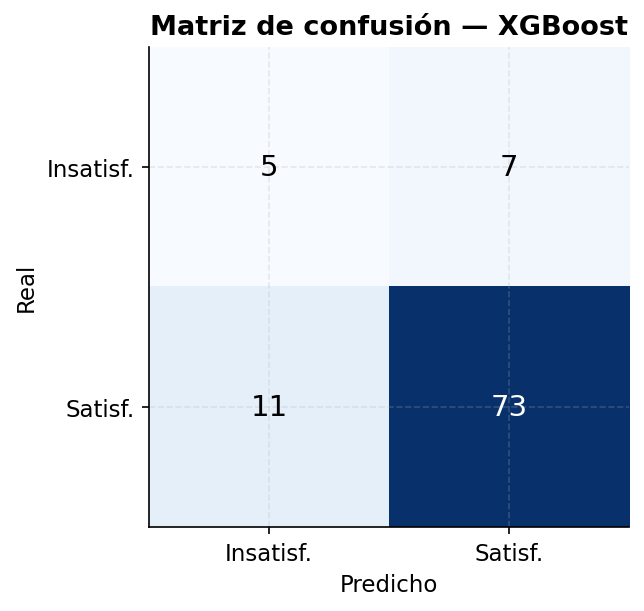 Matriz de confusión — XGBoost
Insatisf.
5
7
Real
Satisf.
11
73
Insatisf.
Satisf.
Predicho